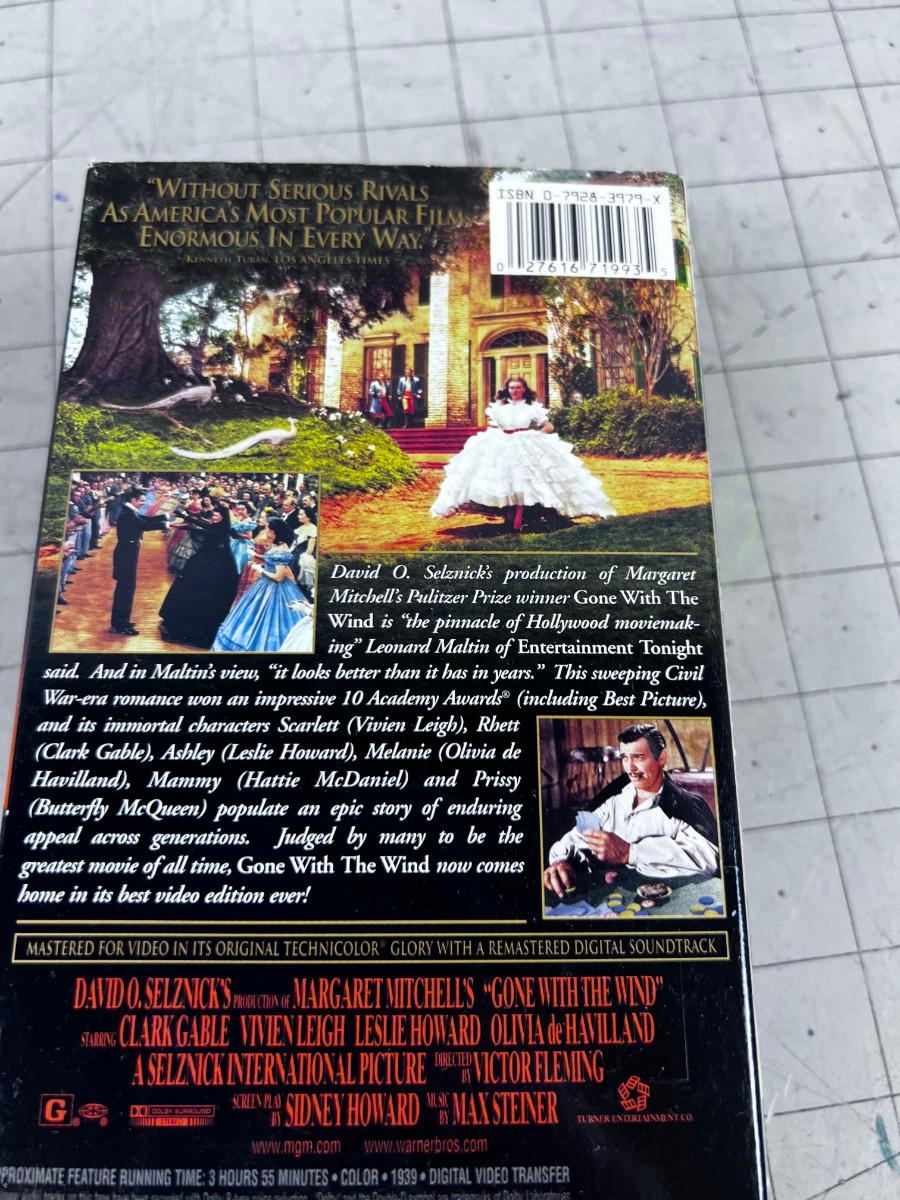 "WITHOUT SERIOUS RIVALS
AS AMERICA'S MOST POPULAR FILM.
ENORMOUS IN EVERY WAY."
- KENNETH TURAN, LOS ANGELES TIMES
ISBN 0-7928-3979-X
0 27616 71993 5
David O. Selznick's production of Margaret
Mitchell's Pulitzer Prize winner Gone With The
Wind is "the pinnacle of Hollywood moviemak-
ing" Leonard Maltin of Entertainment Tonight
said. And in Maltin's view, "it looks better than it has in years." This sweeping Civil
War-era romance won an impressive 10 Academy Awards® (including Best Picture),
and its immortal characters Scarlett (Vivien Leigh), Rhett
(Clark Gable), Ashley (Leslie Howard), Melanie (Olivia de
Havilland), Mammy (Hattie McDaniel) and Prissy
(Butterfly McQueen) populate an epic story of enduring
appeal across generations. Judged by many to be the
greatest movie of all time, Gone With The Wind now comes
home in its best video edition ever!
MASTERED FOR VIDEO IN ITS ORIGINAL TECHNICOLOR® GLORY WITH A REMASTERED DIGITAL SOUNDTRACK
DAVID O. SELZNICK'S PRODUCTION OF MARGARET MITCHELL'S "GONE WITH THE WIND"
STARRING CLARK GABLE VIVIEN LEIGH LESLIE HOWARD OLIVIA de HAVILLAND
A SELZNICK INTERNATIONAL PICTURE DIRECTED BY VICTOR FLEMING
SCREEN PLAY BY SIDNEY HOWARD MUSIC BY MAX STEINER
G ®
DOLBY SURROUND
STEREO
TURNER ENTERTAINMENT CO.
www.mgm.com www.warnerbros.com
PROXIMATE FEATURE RUNNING TIME: 3 HOURS 55 MINUTES • COLOR • 1939 • DIGITAL VIDEO TRANSFER